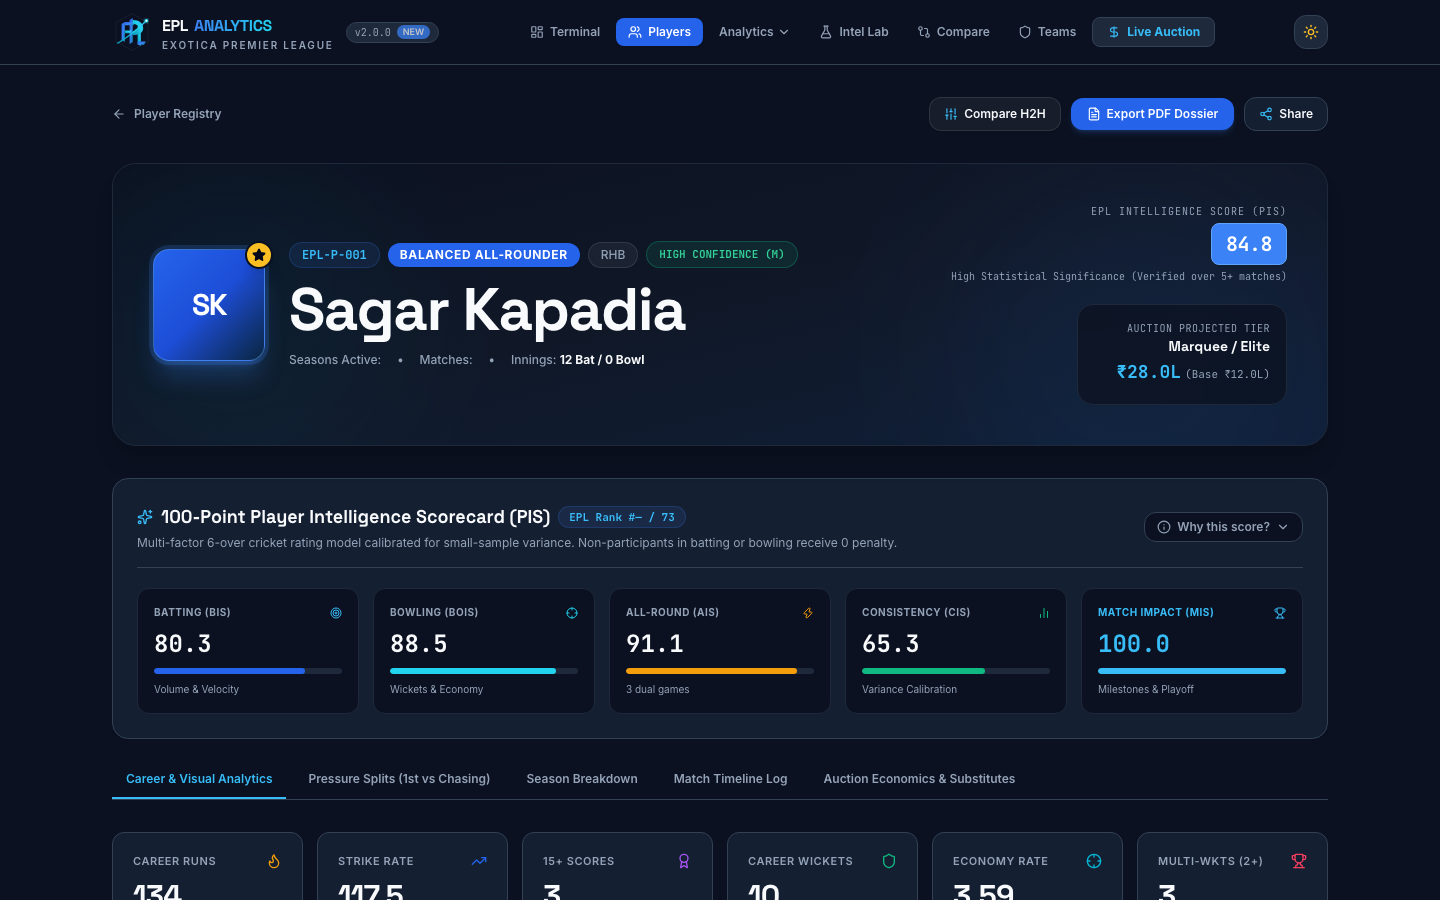 EPL ANALYTICS
EXOTICA PREMIER LEAGUE
v2.0.0 NEW
Terminal
Players
Analytics
Intel Lab
Compare
Teams
Live Auction
Player Registry
Compare H2H
Export PDF Dossier
Share
SK
EPL-P-001
BALANCED ALL-ROUNDER
RHB
HIGH CONFIDENCE (M)
Sagar Kapadia
Seasons Active: • Matches: • Innings: 12 Bat / 0 Bowl
EPL INTELLIGENCE SCORE (PIS)
84.8
High Statistical Significance (Verified over 5+ matches)
AUCTION PROJECTED TIER
Marquee / Elite
₹28.0L (Base ₹12.0L)
100-Point Player Intelligence Scorecard (PIS)
EPL Rank #— / 73
Multi-factor 6-over cricket rating model calibrated for small-sample variance. Non-participants in batting or bowling receive 0 penalty.
Why this score?
BATTING (BIS)
80.3
Volume & Velocity
BOWLING (BOIS)
88.5
Wickets & Economy
ALL-ROUND (AIS)
91.1
3 dual games
CONSISTENCY (CIS)
65.3
Variance Calibration
MATCH IMPACT (MIS)
100.0
Milestones & Playoff
Career & Visual Analytics
Pressure Splits (1st vs Chasing)
Season Breakdown
Match Timeline Log
Auction Economics & Substitutes
CAREER RUNS
134
STRIKE RATE
117.5
15+ SCORES
3
CAREER WICKETS
10
ECONOMY RATE
3.59
MULTI-WKTS (2+)
3